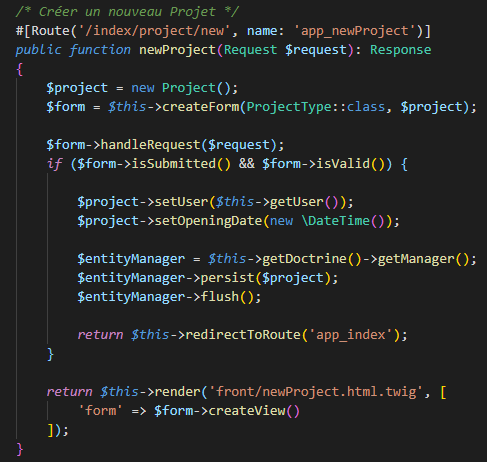 /* Créer un nouveau Projet */
#[Route('/index/project/new', name: 'app_newProject')]
public function newProject(Request $request): Response
{
    $project = new Project();
    $form = $this->createForm(ProjectType::class, $project);

    $form->handleRequest($request);
    if ($form->isSubmitted() && $form->isValid()) {

        $project->setUser($this->getUser());
        $project->setOpeningDate(new \DateTime());

        $entityManager = $this->getDoctrine()->getManager();
        $entityManager->persist($project);
        $entityManager->flush();

        return $this->redirectToRoute('app_index');
    }

    return $this->render('front/newProject.html.twig', [
        'form' => $form->createView()
    ]);
}